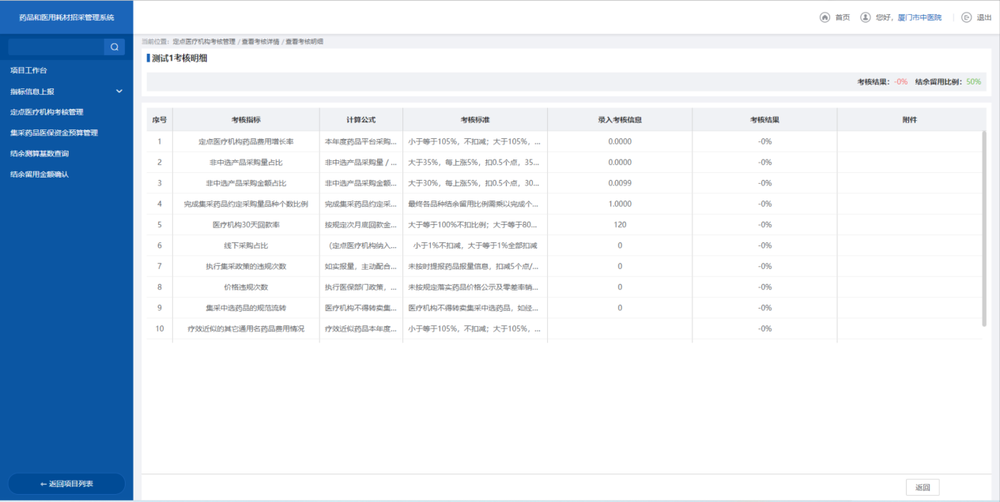 药品和医用耗材招采管理系统
首页 您好，厦门市中医院 退出
当前位置：定点医疗机构考核管理 / 查看考核详情 / 查看考核明细
测试1考核明细
项目工作台
指标信息上报
定点医疗机构考核管理
集采药品医保资金预算管理
结余测算基数查询
结余留用金额确认
考核结果：-0% 结余留用比例：50%
序号 考核指标 计算公式 考核标准 录入考核信息 考核结果 附件
1 定点医疗机构药品费用增长率 本年度药品平台采购... 小于等于105%，不扣减；大于105%，... 0.0000 -0%
2 非中选产品采购量占比 非中选产品采购量 / ... 大于35%，每上涨5%，扣0.5个点，35... 0.0000 -0%
3 非中选产品采购金额占比 非中选产品采购金额... 大于30%，每上涨5%，扣0.5个点，30... 0.0099 -0%
4 完成集采药品约定采购量品种个数比例 完成集采药品约定采... 最终各品种结余留用比例需乘以完成个... 1.0000 -0%
5 医疗机构30天回款率 按规定次月底回款金... 大于等于100%不扣比例；大于等于80... 120 -0%
6 线下采购占比 （定点医疗机构纳入... 小于1%不扣减，大于等于1%全部扣减 0 -0%
7 执行集采政策的违规次数 如实报量，主动配合... 未按时提报药品报量信息，扣减5个点/... 0 -0%
8 价格违规次数 执行医保部门政策，... 未按规定落实药品价格公示及零差率销... 0 -0%
9 集采中选药品的规范流转 医疗机构不得转卖集... 医疗机构不得转卖集采中选药品，如经... 0 -0%
10 疗效近似的其它通用名药品费用情况 疗效近似药品本年度... 小于等于105%，不扣减；大于105%，... -0%
←返回项目列表
返回